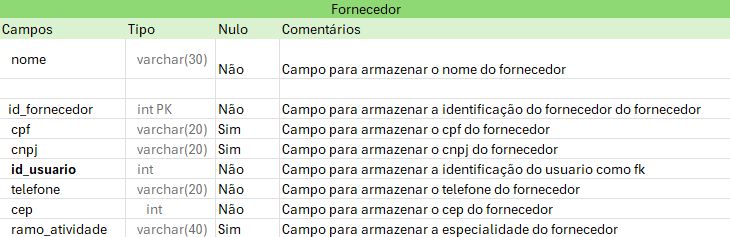 Fornecedor
Campos Tipo Nulo Comentários
nome varchar(30) Não Campo para armazenar o nome do fornecedor
id_fornecedor int PK Não Campo para armazenar a identificação do fornecedor do fornecedor
cpf varchar(20) Sim Campo para armazenar o cpf do fornecedor
cnpj varchar(20) Sim Campo para armazenar o cnpj do fornecedor
id_usuario int Não Campo para armazenar a identificação do usuario como fk
telefone varchar(20) Não Campo para armazenar o telefone do fornecedor
cep int Não Campo para armazenar o cep do fornecedor
ramo_atividade varchar(40) Sim Campo para armazenar a especialidade do fornecedor